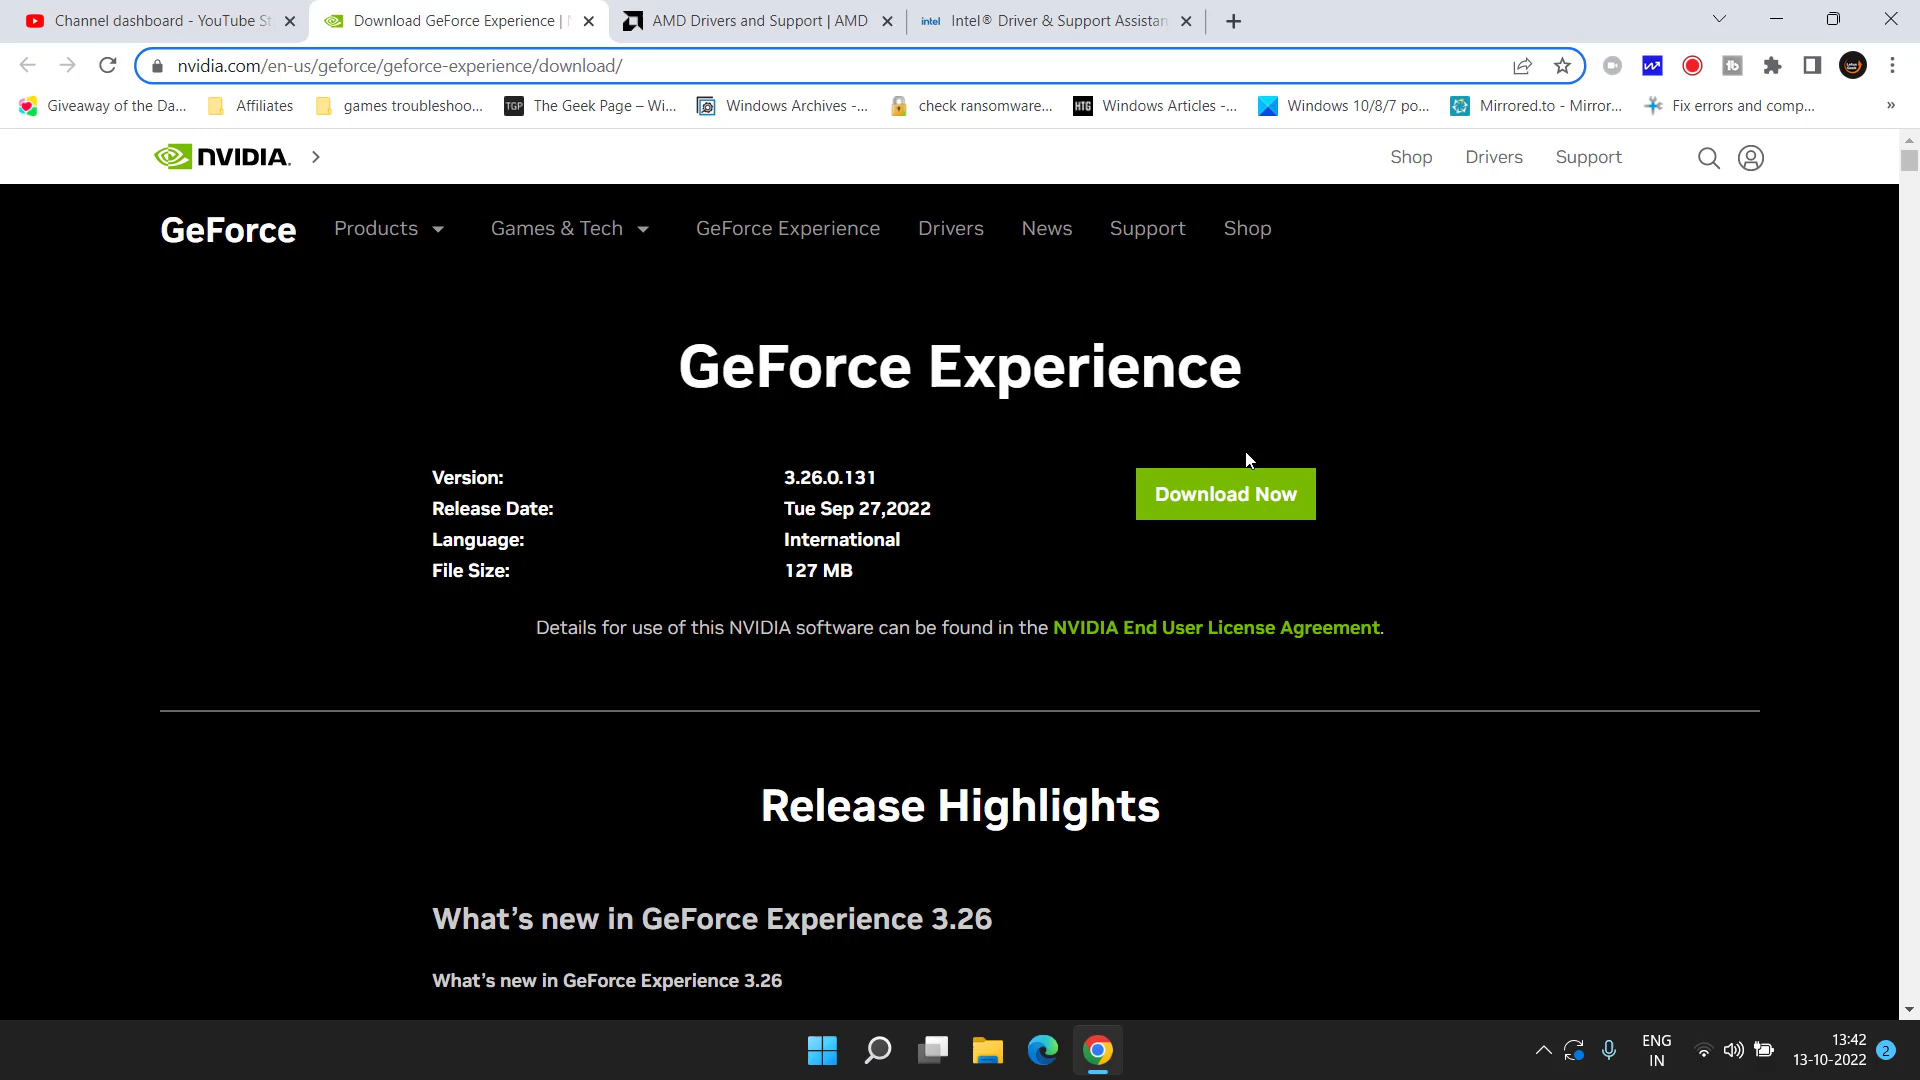 Channel dashboard - YouTube St
Download GeForce Experience |
AMD Drivers and Support | AMD
intel Intel® Driver & Support Assistan
nvidia.com/en-us/geforce/geforce-experience/download/
Giveaway of the Da...
Affiliates
games troubleshoo...
TGP The Geek Page – Wi...
Windows Archives -...
check ransomware...
HTG Windows Articles -...
Windows 10/8/7 po...
Mirrored.to - Mirror...
Fix errors and comp...
»
NVIDIA.
Shop
Drivers
Support
GeForce
Products
Games & Tech
GeForce Experience
Drivers
News
Support
Shop
GeForce Experience
Version: 3.26.0.131
Release Date: Tue Sep 27,2022
Language: International
File Size: 127 MB
Download Now
Details for use of this NVIDIA software can be found in the NVIDIA End User License Agreement.
Release Highlights
What’s new in GeForce Experience 3.26
What’s new in GeForce Experience 3.26
ENG
IN
13:42
13-10-2022
2